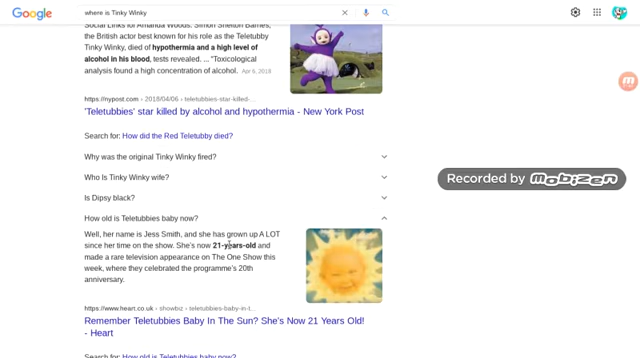 Google
where is Tinky Winky
Social Links for Amanda Woods. Simon Shelton Barnes,
the British actor best known for his role as the Teletubby
Tinky Winky, died of hypothermia and a high level of
alcohol in his blood, tests revealed. ... "Toxicological
analysis found a high concentration of alcohol. Apr 6, 2018
https://nypost.com › 2018/04/06 › teletubbies-star-killed-...
'Teletubbies' star killed by alcohol and hypothermia - New York Post
Search for: How did the Red Teletubby died?
Why was the original Tinky Winky fired?
Who Is Tinky Winky wife?
Recorded by Mobizen
Is Dipsy black?
How old is Teletubbies baby now?
Well, her name is Jess Smith, and she has grown up A LOT
since her time on the show. She's now 21-years-old and
made a rare television appearance on The One Show this
week, where they celebrated the programme's 20th
anniversary.
https://www.heart.co.uk › showbiz › teletubbies-baby-in-t...
Remember Teletubbies Baby In The Sun? She's Now 21 Years Old!
- Heart
Search for: How old is Teletubbies baby now?